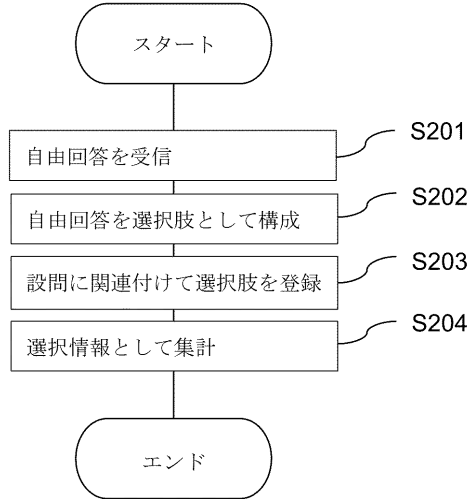 スタート
自由回答を受信
S201
自由回答を選択肢として構成
S202
設問に関連付けて選択肢を登録
S203
選択情報として集計
S204
エンド